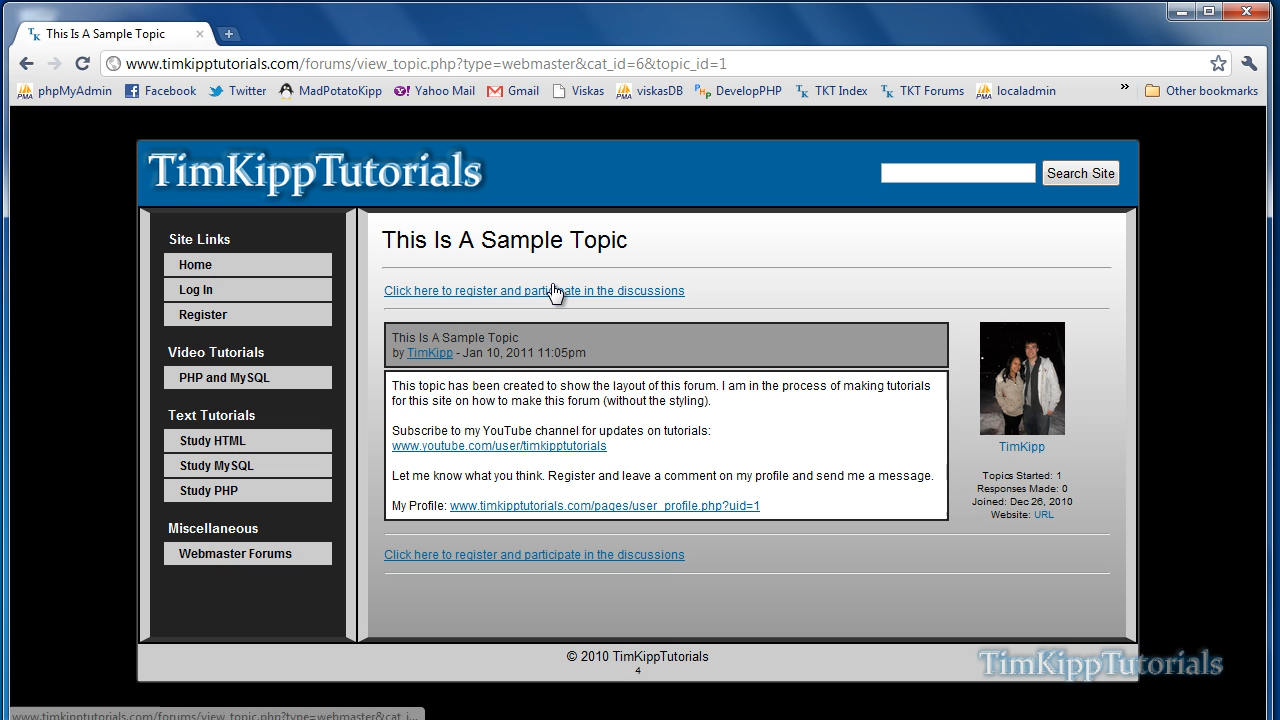 This Is A Sample Topic
www.timkipptutorials.com/forums/view_topic.php?type=webmaster&cat_id=6&topic_id=1
phpMyAdmin Facebook Twitter MadPotatoKipp Yahoo Mail Gmail Viskas viskasDB DevelopPHP TKT Index TKT Forums localadmin » Other bookmarks
TimKippTutorials
Search Site
Site Links
Home
Log In
Register
Video Tutorials
PHP and MySQL
Text Tutorials
Study HTML
Study MySQL
Study PHP
Miscellaneous
Webmaster Forums
This Is A Sample Topic
Click here to register and participate in the discussions
This Is A Sample Topic
by TimKipp - Jan 10, 2011 11:05pm
This topic has been created to show the layout of this forum. I am in the process of making tutorials
for this site on how to make this forum (without the styling).
Subscribe to my YouTube channel for updates on tutorials:
www.youtube.com/user/timkipptutorials
Let me know what you think. Register and leave a comment on my profile and send me a message.
My Profile: www.timkipptutorials.com/pages/user_profile.php?uid=1
TimKipp
Topics Started: 1
Responses Made: 0
Joined: Dec 26, 2010
Website: URL
Click here to register and participate in the discussions
© 2010 TimKippTutorials
4
TimKippTutorials
www.timkipptutorials.com/forums/view_topic.php?type=webmaster&cat_i...